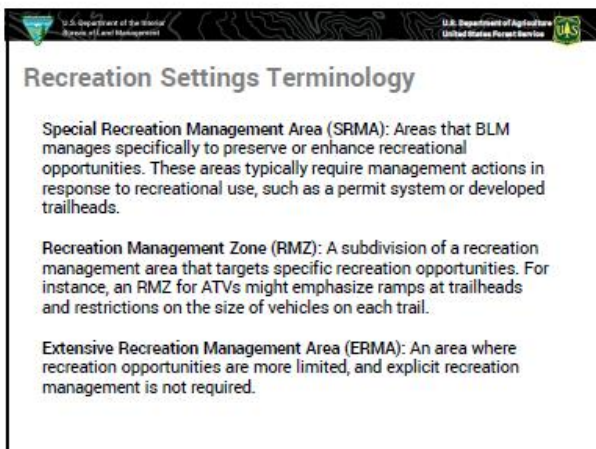 U.S. Department of the Interior
Bureau of Land Management
U.S. Department of Agriculture
United States Forest Service
UAS
Recreation Settings Terminology
Special Recreation Management Area (SRMA): Areas that BLM
manages specifically to preserve or enhance recreational
opportunities. These areas typically require management actions in
response to recreational use, such as a permit system or developed
trailheads.
Recreation Management Zone (RMZ): A subdivision of a recreation
management area that targets specific recreation opportunities. For
instance, an RMZ for ATVs might emphasize ramps at trailheads
and restrictions on the size of vehicles on each trail.
Extensive Recreation Management Area (ERMA): An area where
recreation opportunities are more limited, and explicit recreation
management is not required.